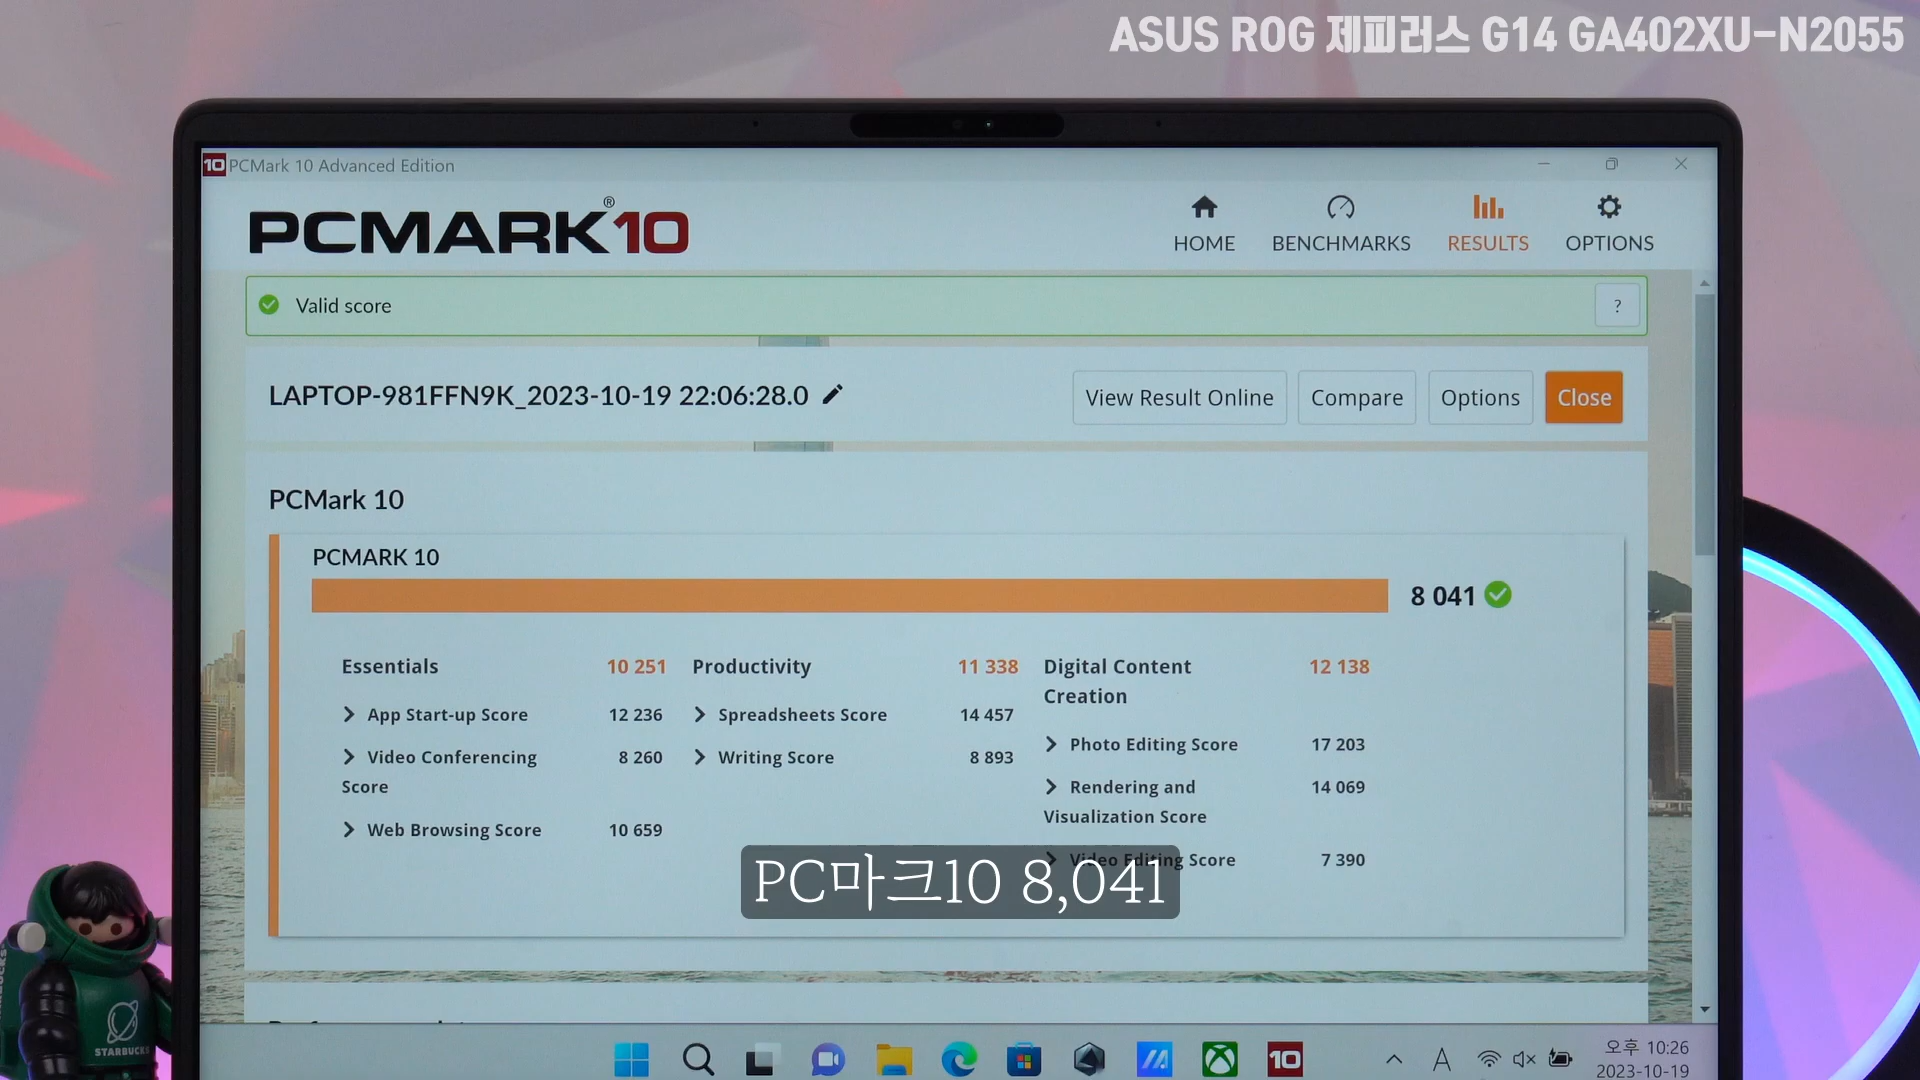 ASUS ROG 제피러스 G14 GA402XU-N2055
10 PCMark 10 Advanced Edition
PCMARK®10
HOME
BENCHMARKS
RESULTS
OPTIONS
Valid score
?
LAPTOP-981FFN9K_2023-10-19 22:06:28.0
View Result Online
Compare
Options
Close
PCMark 10
PCMARK 10
8 041
Essentials 10 251
App Start-up Score 12 236
Video Conferencing Score 8 260
Web Browsing Score 10 659
Productivity 11 338
Spreadsheets Score 14 457
Writing Score 8 893
Digital Content Creation 12 138
Photo Editing Score 17 203
Rendering and Visualization Score 14 069
Video Editing Score 7 390
PC마크10 8,041
STARBUCKS
10
A
오후 10:26
2023-10-19